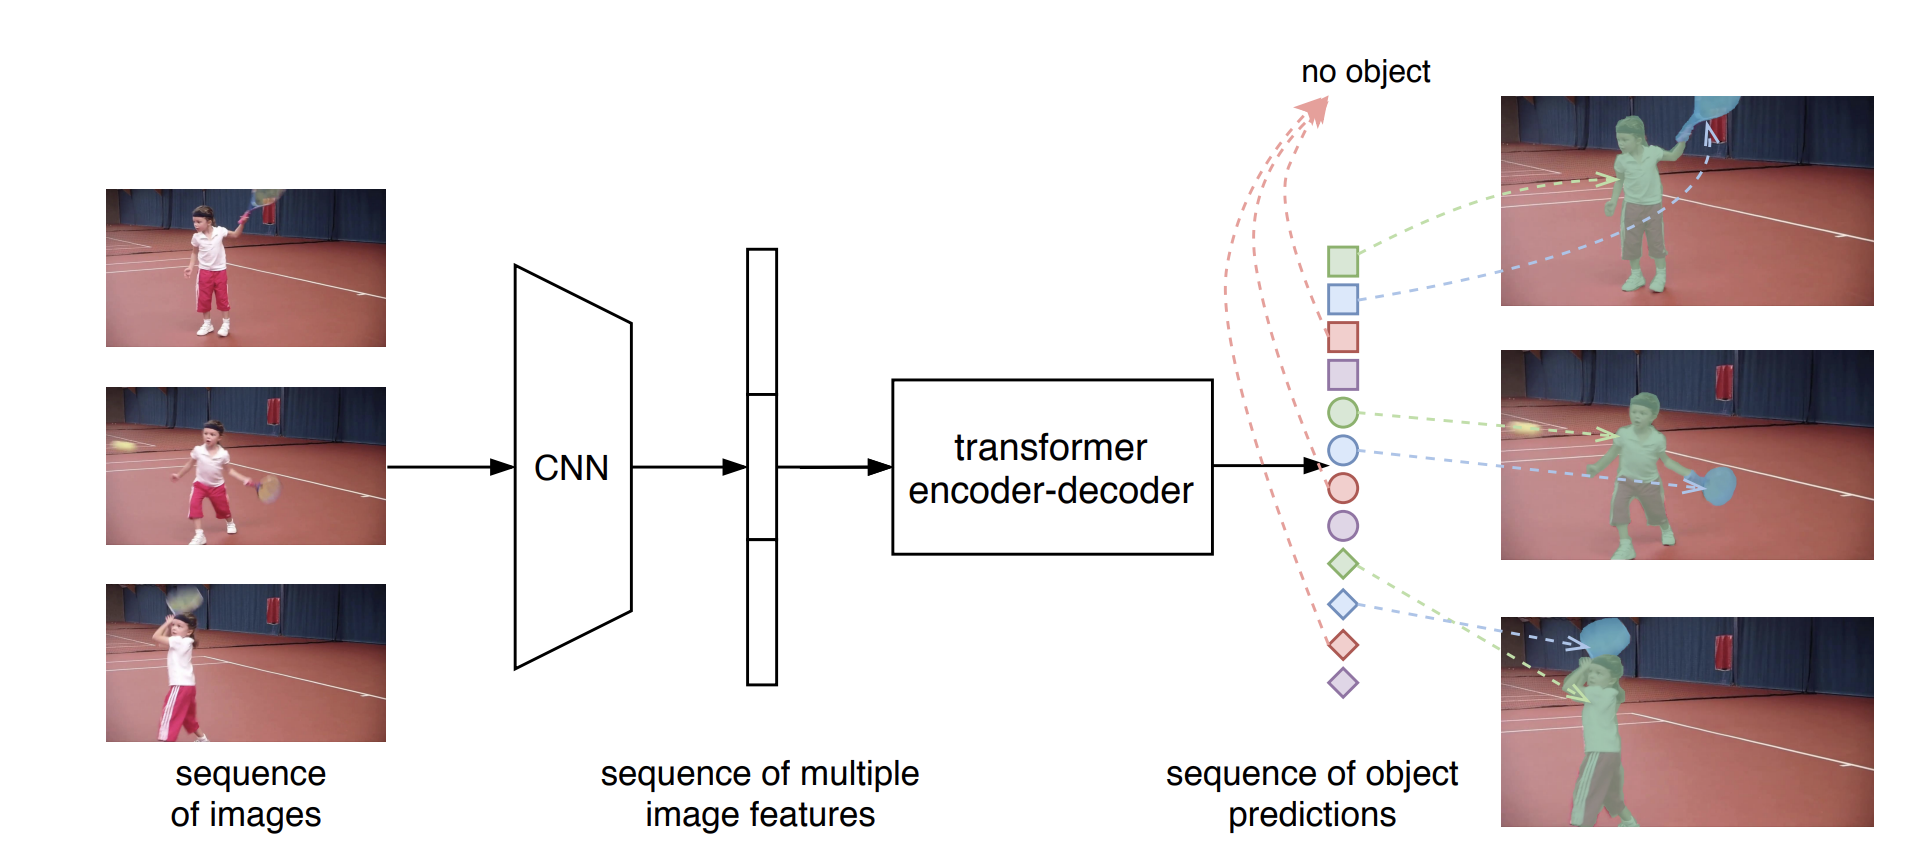 no object
CNN
transformer
encoder-decoder
sequence
of images
sequence of multiple
image features
sequence of object
predictions